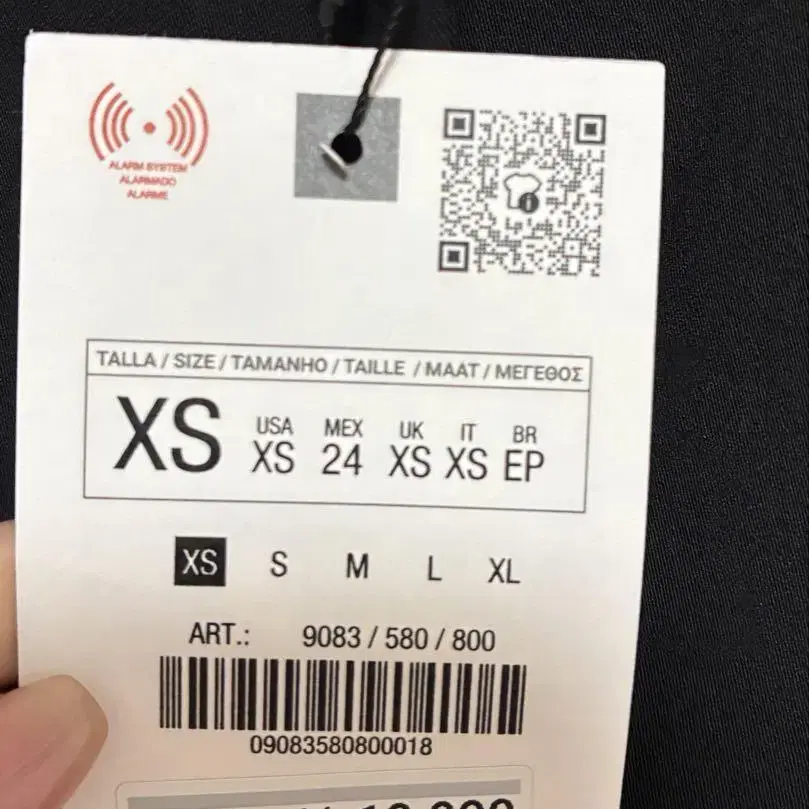 ALARM SYSTEM
ALARMADO
ALARME
TALLA / SIZE / TAMANHO / TAILLE / MAAT / ΜΕΓΕΘΟΣ
XS USA XS MEX 24 UK XS IT XS BR EP
XS S M L XL
ART.: 9083 / 580 / 800
09083580800018